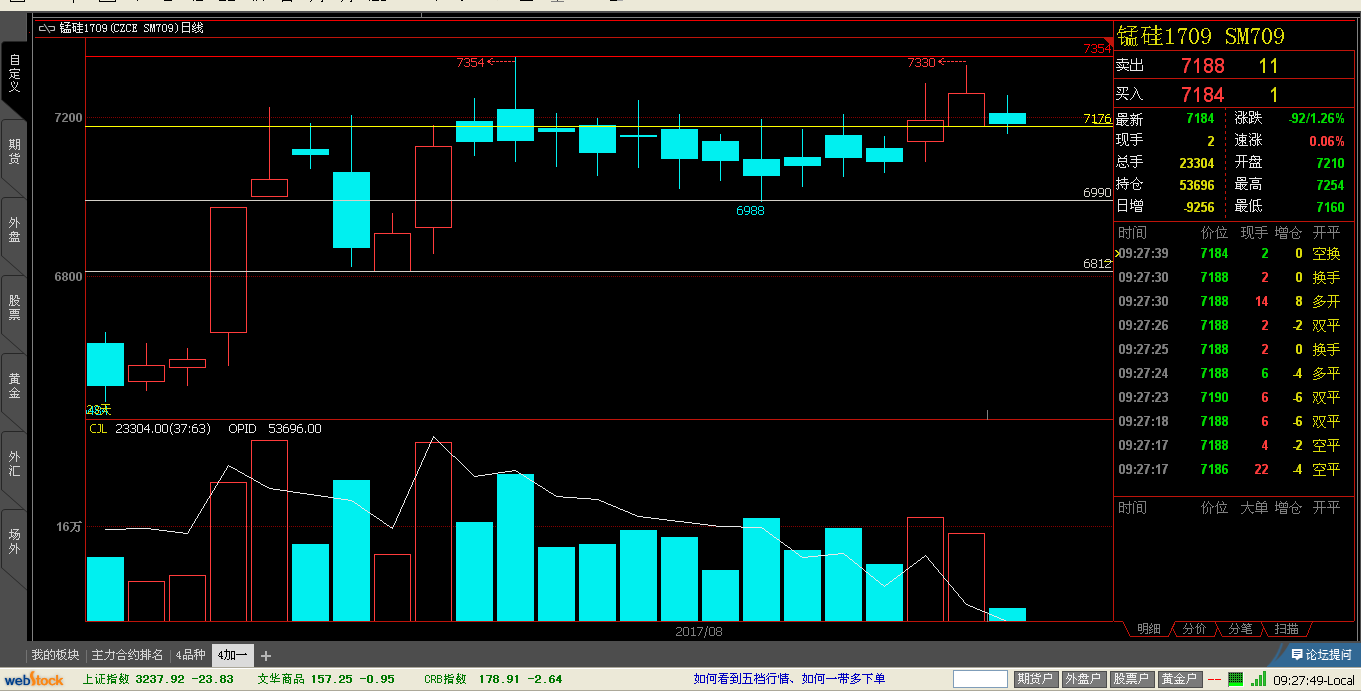 锰硅1709(CZCE SM709)日线
自定义
期货
外盘
股票
黄金
外汇
场外
7354
7354
7330
7200
7176
6990
6988
6812
6800
28天
CJL 23304.00(37:63) OPID 53696.00
16万
2017/08
锰硅1709 SM709
卖出 7188 11
买入 7184 1
最新 7184 涨跌 -92/1.26%
现手 2 速涨 0.06%
总手 23304 开盘 7210
持仓 53696 最高 7254
日增 -9256 最低 7160
时间 价位 现手 增仓 开平
09:27:39 7184 2 0 空换
09:27:30 7188 2 0 换手
09:27:30 7188 14 8 多开
09:27:26 7188 2 -2 双平
09:27:25 7188 2 0 换手
09:27:24 7188 6 -4 多平
09:27:23 7190 6 -6 双平
09:27:18 7188 6 -6 双平
09:27:17 7188 4 -2 空平
09:27:17 7186 22 -4 空平
时间 价位 大单 增仓 开平
明细 分价 分笔 扫描
我的板块 主力合约排名 4品种 4加一 +
论坛提问
webStock 上证指数 3237.92 -23.83 文华商品 157.25 -0.95 CRB指数 178.91 -2.64 如何看到五档行情、如何一带多下单 期货户 外盘户 股票户 黄金户 -- 09:27:49-Local